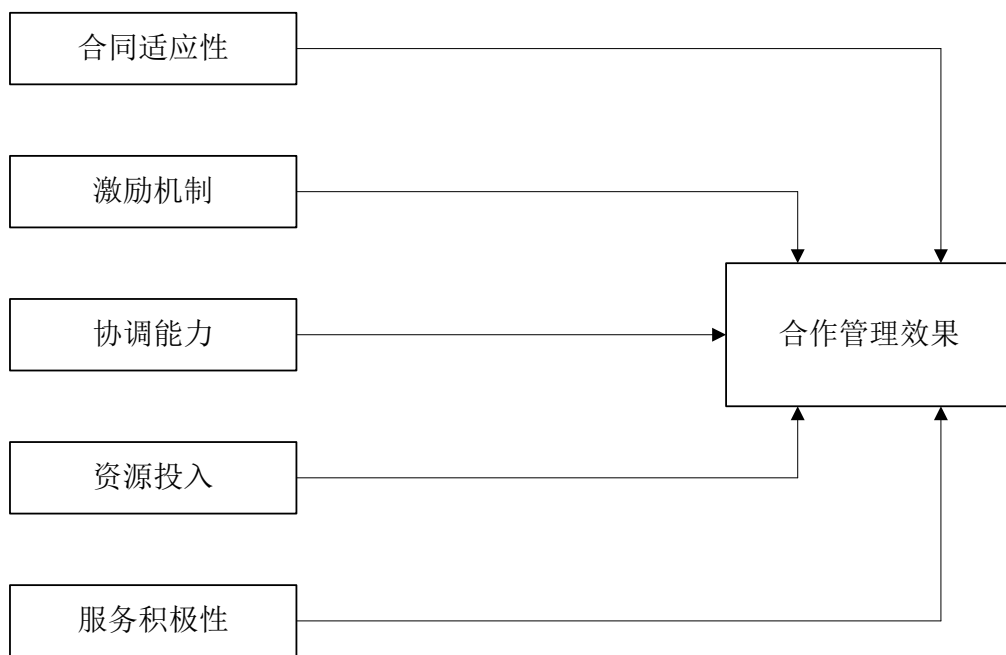 合同适应性
激励机制
协调能力
合作管理效果
资源投入
服务积极性